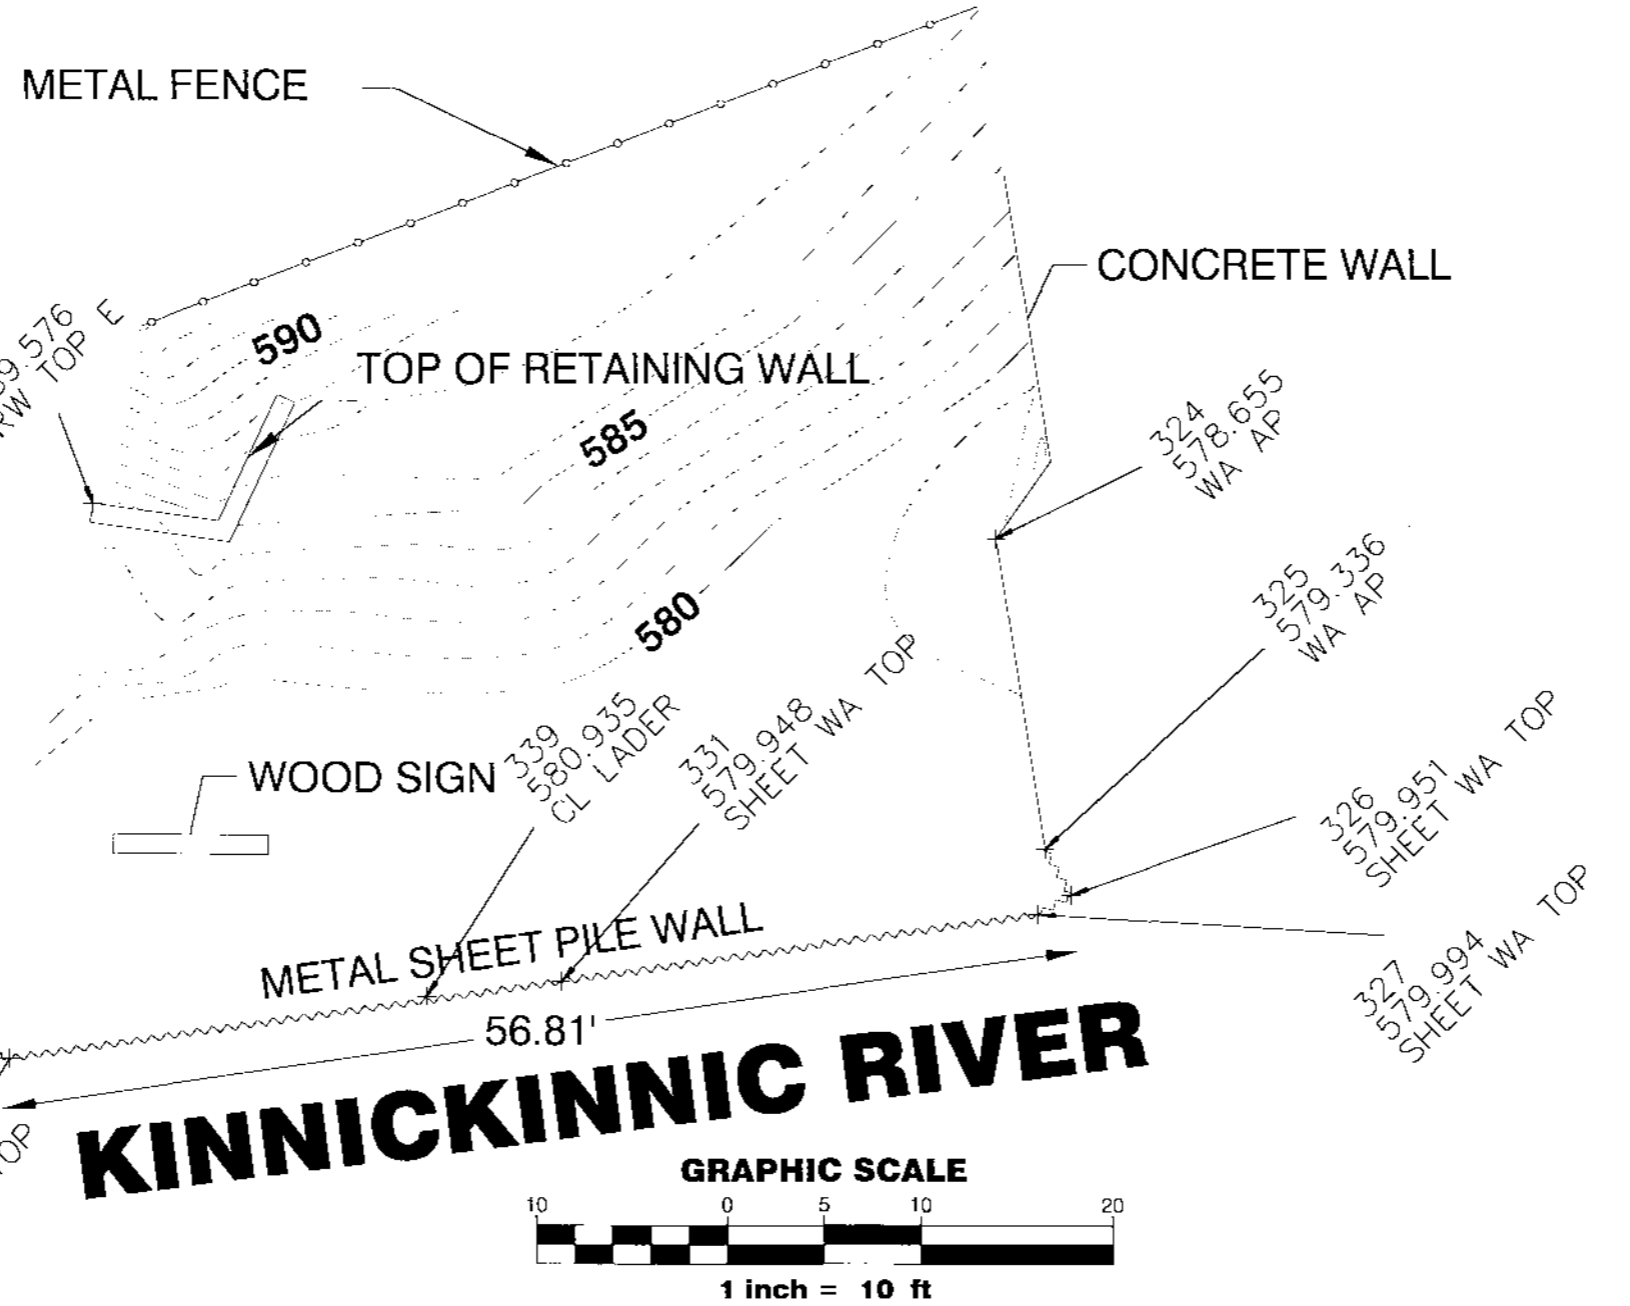 METAL FENCE
CONCRETE WALL
9.576
RW TOP E
590
TOP OF RETAINING WALL
585
324
578.655
WA AP
325
579.336
WA AP
580
339
580.935
CL LADER
331
579.948
SHEET WA TOP
WOOD SIGN
326
579.951
SHEET WA TOP
METAL SHEET PILE WALL
327
579.994
SHEET WA TOP
56.81'
KINNICKINNIC RIVER
GRAPHIC SCALE
10 0 5 10 20
1 inch = 10 ft